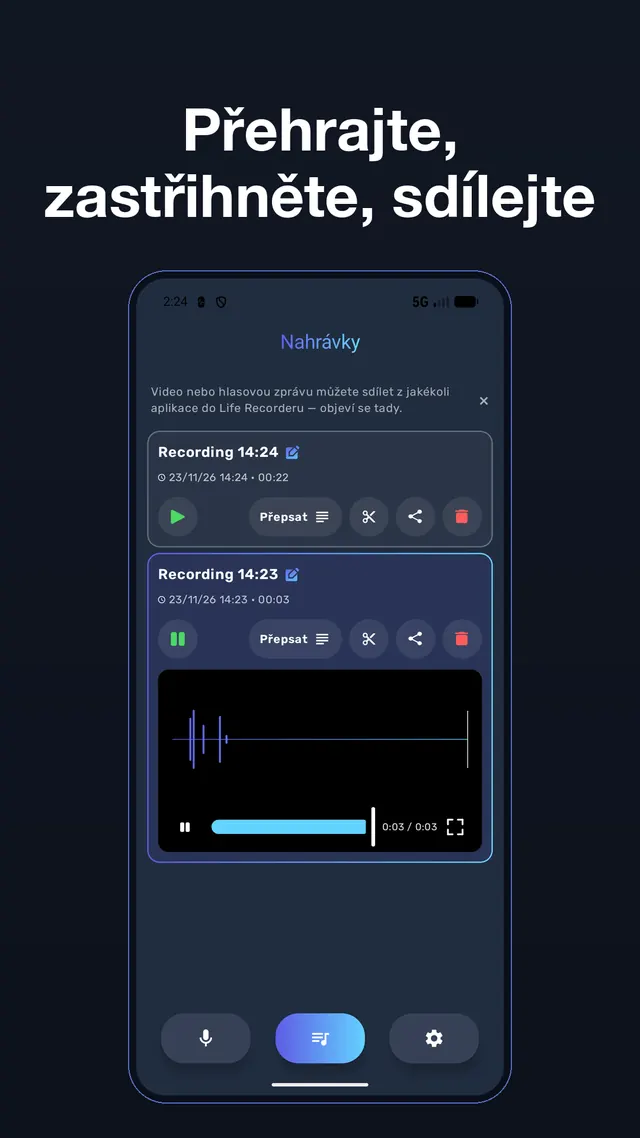 Přehrajte,
zastřihněte, sdílejte
2:24
5G
Nahrávky
Video nebo hlasovou zprávu můžete sdílet z jakékoli
aplikace do Life Recorderu — objeví se tady.
Recording 14:24
23/11/26 14:24 • 00:22
Přepsat
Recording 14:23
23/11/26 14:23 • 00:03
Přepsat
0:03 / 0:03